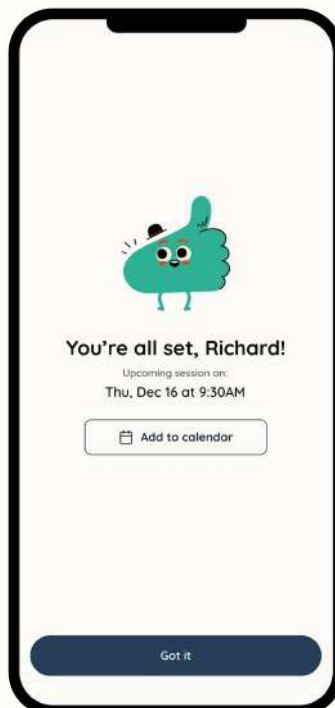 You're all set, Richard!
Upcoming session on:
Thu, Dec 16 at 9:30AM
Add to calendar
Got it